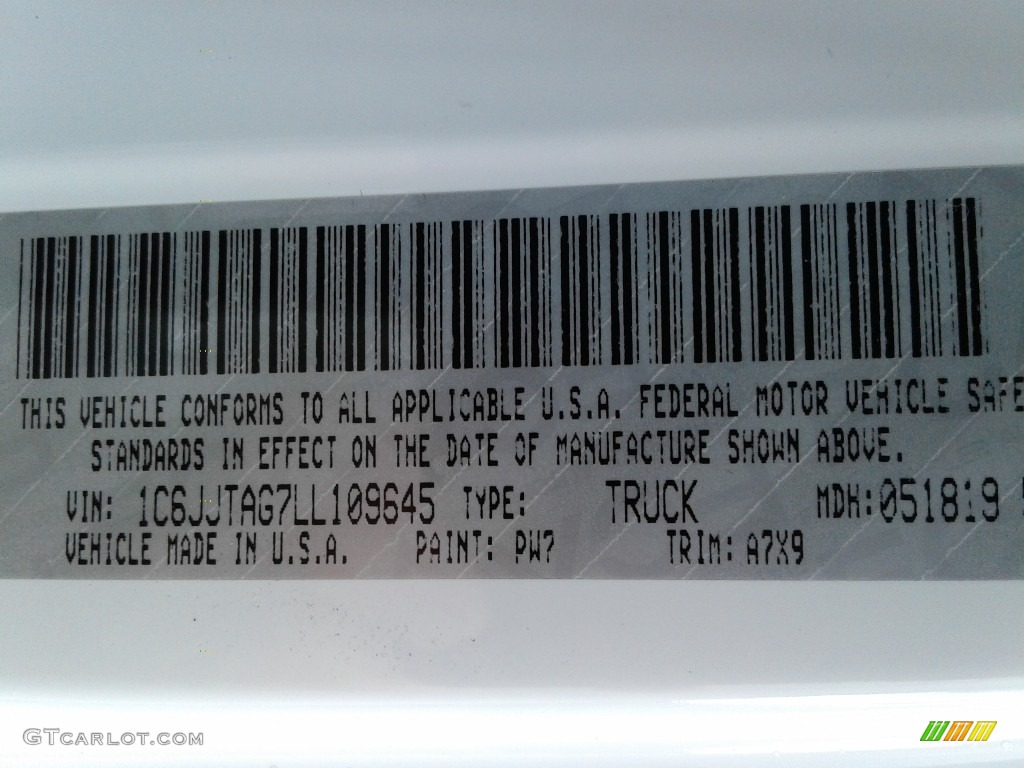 THIS VEHICLE CONFORMS TO ALL APPLICABLE U.S.A. FEDERAL MOTOR VEHICLE SAFE
STANDARDS IN EFFECT ON THE DATE OF MANUFACTURE SHOWN ABOVE.
VIN: 1C6JJTAG7LL109645 TYPE: TRUCK MDH:051819
VEHICLE MADE IN U.S.A. PAINT: PW7 TRIM: A7X9
GTCARLOT.COM